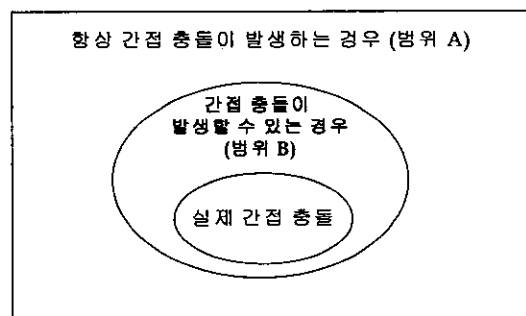 항상 간접 충돌이 발생하는 경우 (범위 A)
간접 충돌이
발생할 수 있는 경우
(범위 B)
실제 간접 충돌